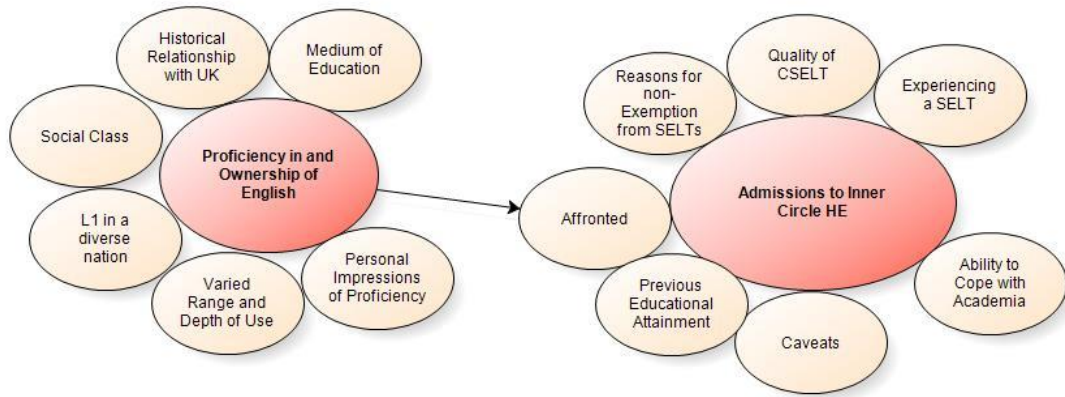 Historical
Relationship
with UK
Medium of
Education
Social Class
Proficiency in and
Ownership of
English
L1 in a
diverse
nation
Varied
Range and
Depth of Use
Personal
Impressions
of Proficiency
Reasons for
non-
Exemption
from SELTs
Quality of
CSELT
Experiencing
a SELT
Affronted
Admissions to Inner
Circle HE
Previous
Educational
Attainment
Caveats
Ability to
Cope with
Academia